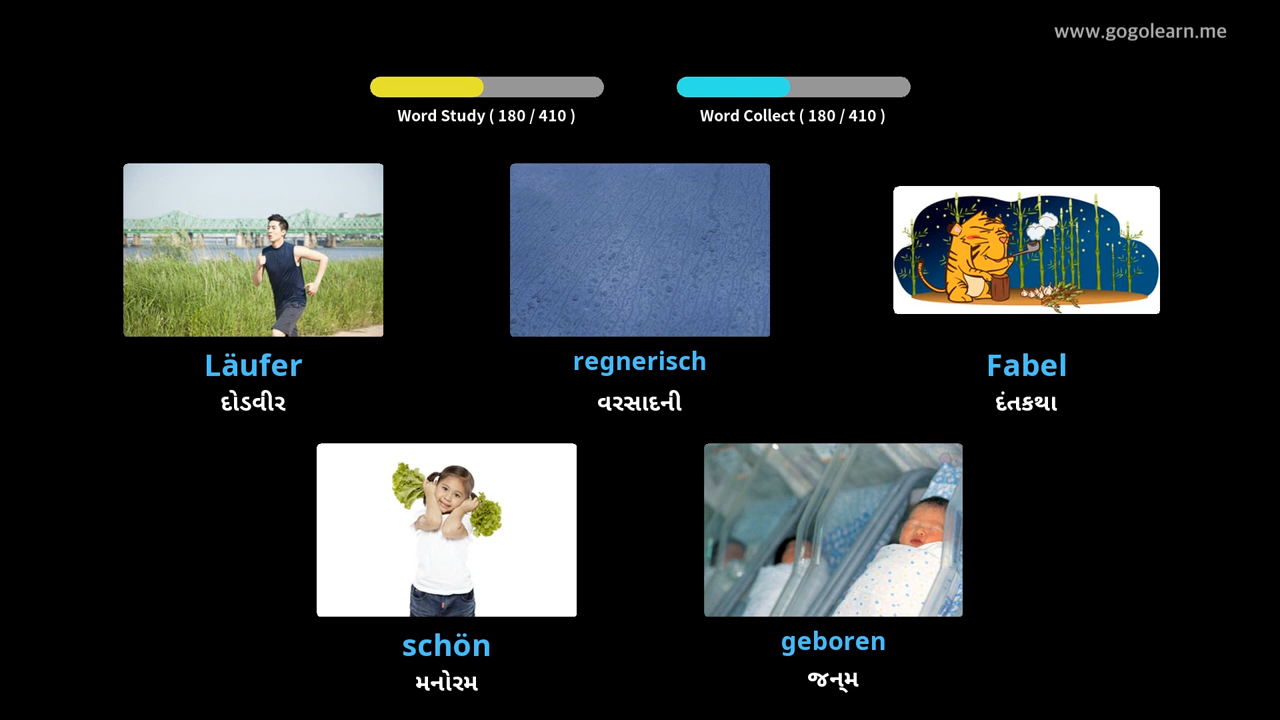 www.gogolearn.me
Word Study ( 180 / 410 )
Word Collect ( 180 / 410 )
Läufer
દોડવીર
regnerisch
વરસાદની
Fabel
દંતકથા
schön
મનોરમ
geboren
જન્‍મ